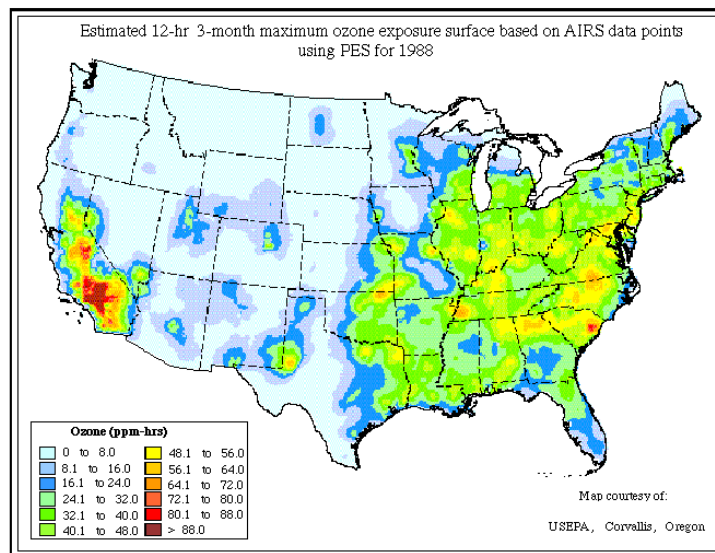 Estimated 12-hr 3-month maximum ozone exposure surface based on AIRS data points
using PES for 1988
Ozone (ppm-hrs)
0 to 8.0
8.1 to 16.0
16.1 to 24.0
24.1 to 32.0
32.1 to 40.0
40.1 to 48.0
48.1 to 56.0
56.1 to 64.0
64.1 to 72.0
72.1 to 80.0
80.1 to 88.0
> 88.0
Map courtesy of:
USEPA, Corvallis, Oregon